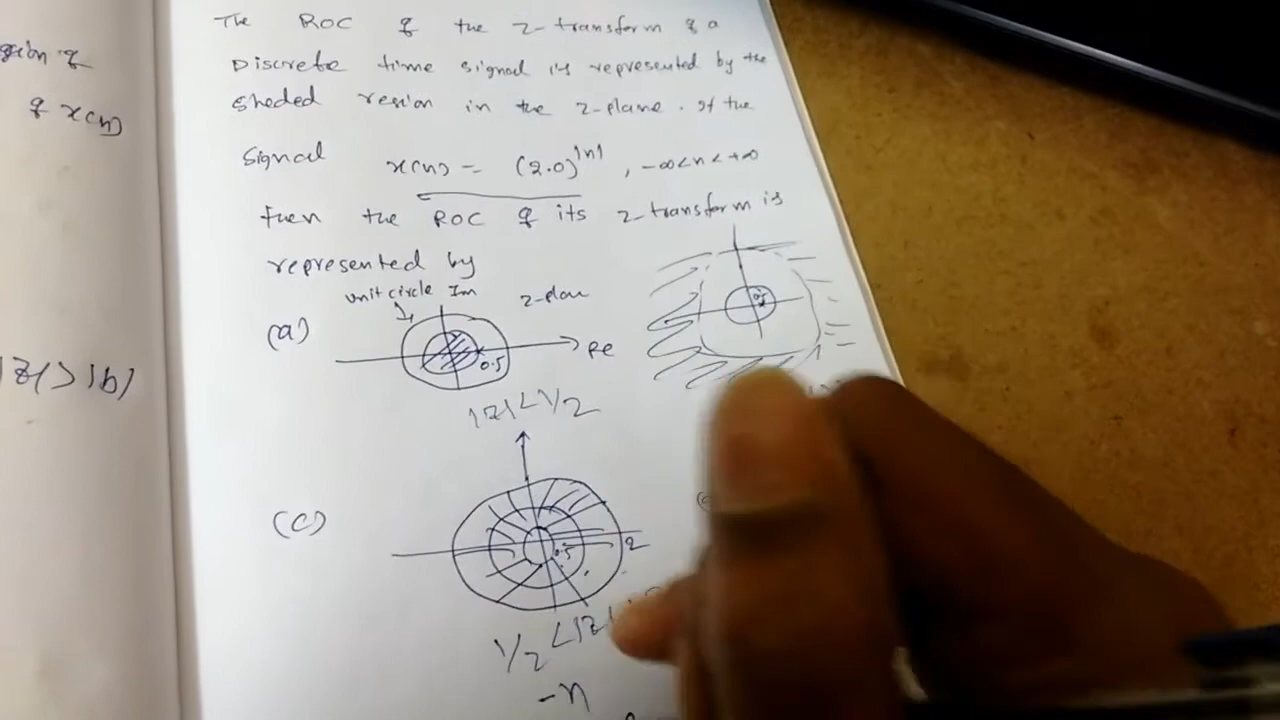 The ROC of the z-transform of a
Discrete time signal is represented by the
shaded region in the z-plane. If the
signal x(n) = (2.0)^|n| , -∞<n<+∞
then the ROC of its z-transform is
represented by
unit circle Im z-plan
(a)
Re
0.5
|z|<1/2
(c)
0.5
2
1/2 <|z|
-n
of x(n)
|z|>|b|